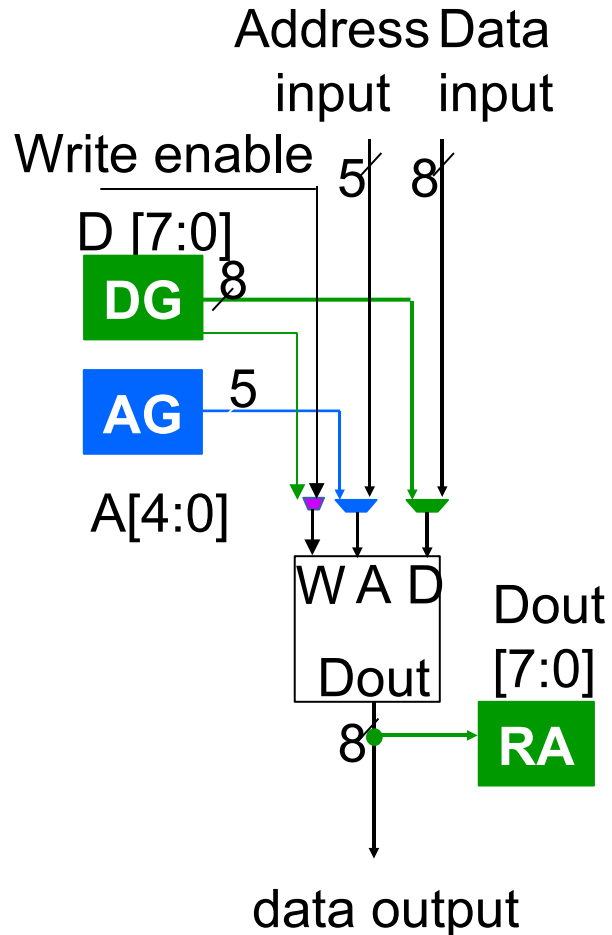 Address Data
input input
Write enable
5 8
D [7:0]
8
DG
5
AG
A[4:0]
W A D
Dout
[7:0]
Dout
8
RA
data output